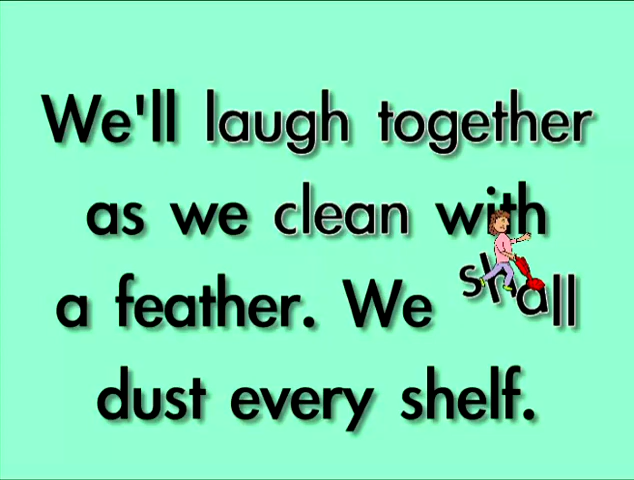 We'll laugh together
as we clean with
a feather. We shall
dust every shelf.